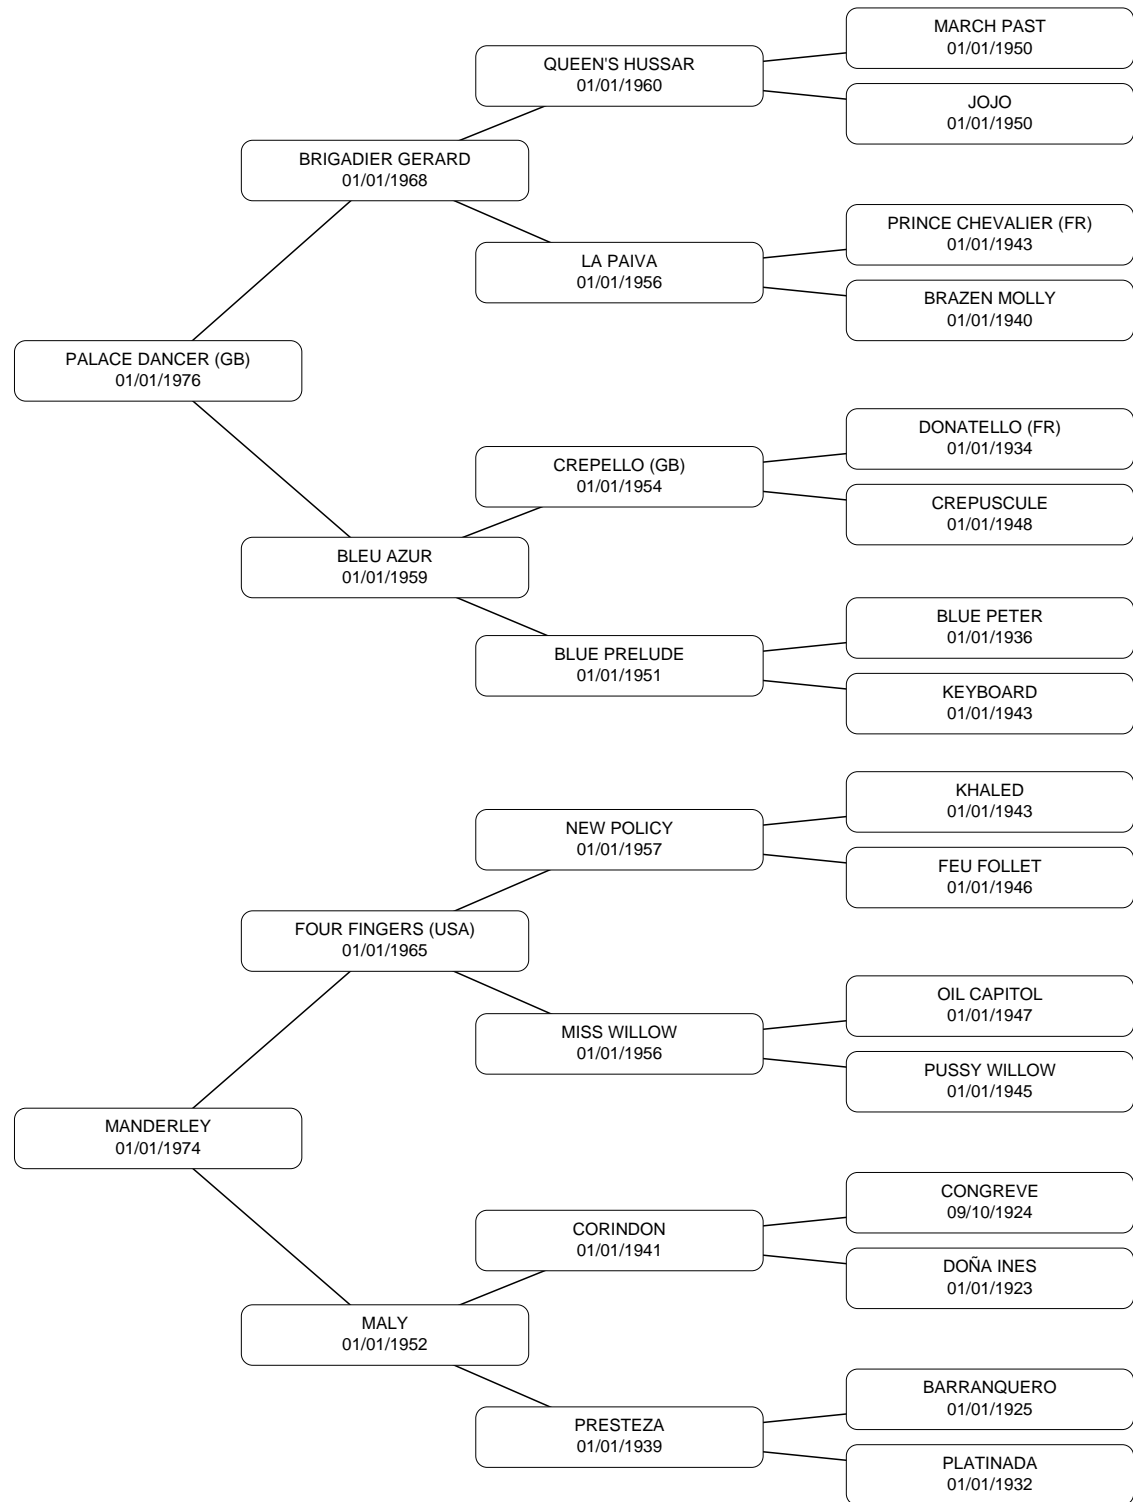 MARCH PAST
01/01/1950
QUEEN'S HUSSAR
01/01/1960
JOJO
01/01/1950
BRIGADIER GERARD
01/01/1968
PRINCE CHEVALIER (FR)
01/01/1943
LA PAIVA
01/01/1956
BRAZEN MOLLY
01/01/1940
PALACE DANCER (GB)
01/01/1976
DONATELLO (FR)
01/01/1934
CREPELLO (GB)
01/01/1954
CREPUSCULE
01/01/1948
BLEU AZUR
01/01/1959
BLUE PETER
01/01/1936
BLUE PRELUDE
01/01/1951
KEYBOARD
01/01/1943
KHALED
01/01/1943
NEW POLICY
01/01/1957
FEU FOLLET
01/01/1946
FOUR FINGERS (USA)
01/01/1965
OIL CAPITOL
01/01/1947
MISS WILLOW
01/01/1956
PUSSY WILLOW
01/01/1945
MANDERLEY
01/01/1974
CONGREVE
09/10/1924
CORINDON
01/01/1941
DOÑA INES
01/01/1923
MALY
01/01/1952
BARRANQUERO
01/01/1925
PRESTEZA
01/01/1939
PLATINADA
01/01/1932